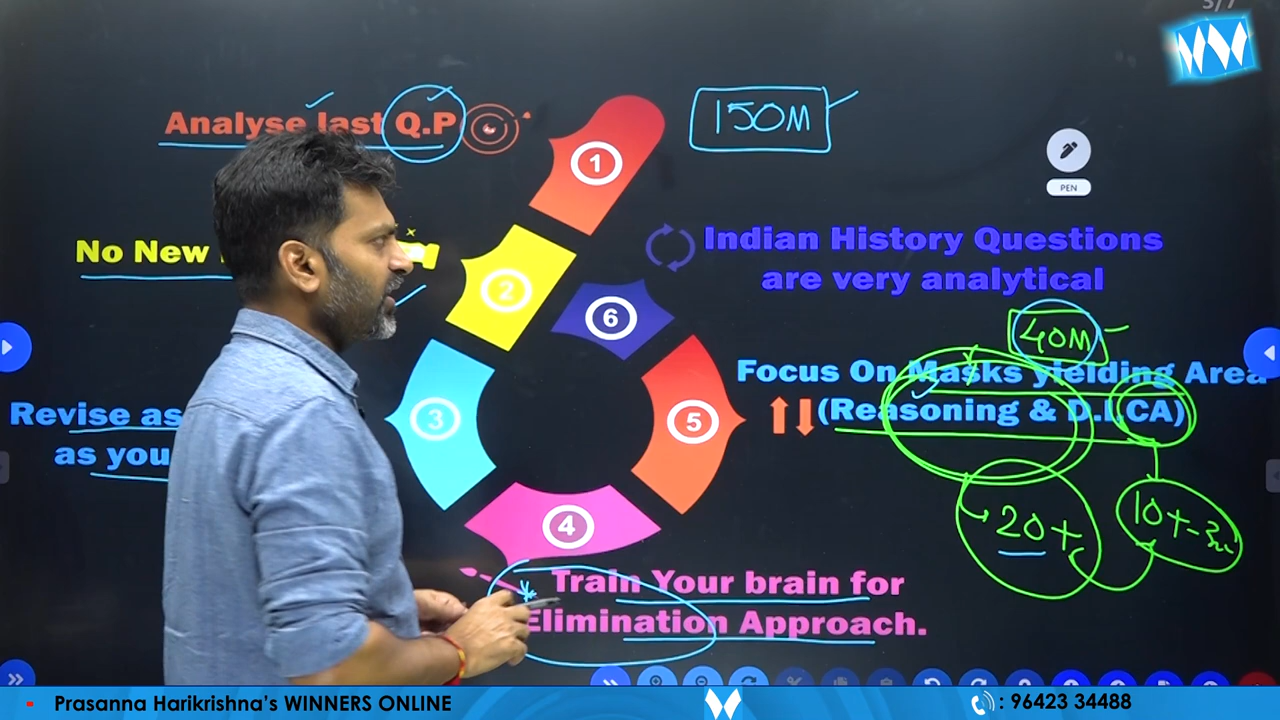 Analyse last Q.P
1
150M
PEN
No New
2
Indian History Questions
are very analytical
6
40M
Focus On Masks yielding Area
(Reasoning & D.I,CA)
Revise as
as you
3
5
4
20+
10+
Train Your brain for
Elimination Approach.
Prasanna Harikrishna's WINNERS ONLINE
: 96423 34488